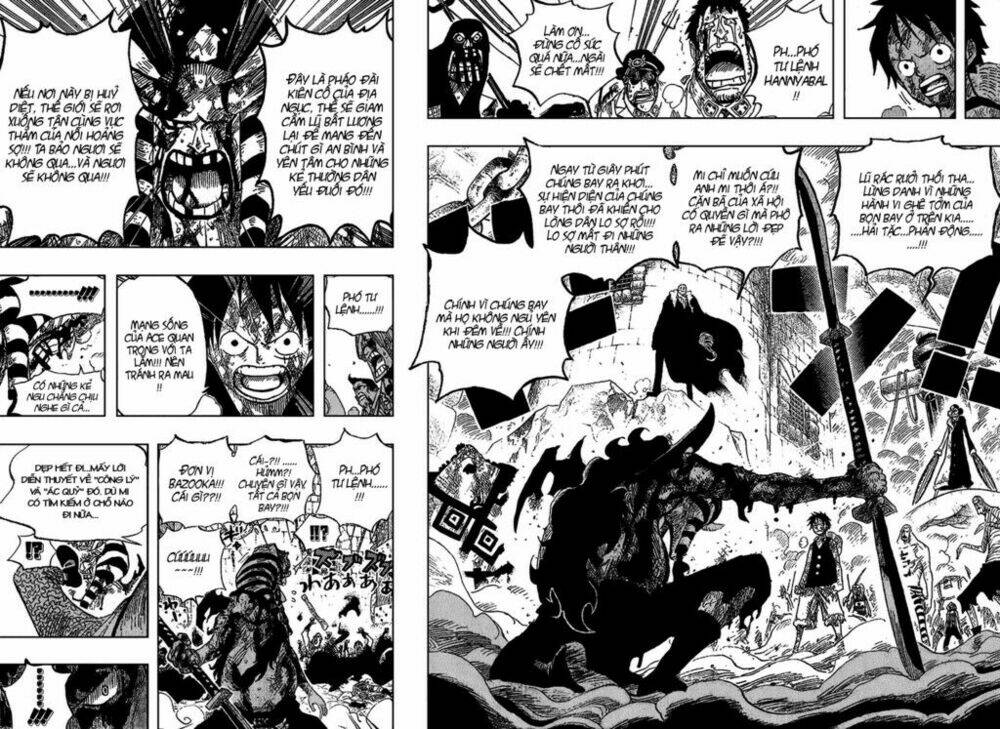 PH...PHÓ
TƯ LỆNH
HANNYABAL
!!
LÀM ƠN...
ĐỪNG CỐ SỨC
QUÁ NỮA...NGÀI
SẼ CHẾT MẤT!!!
LŨ RÁC RƯỞI THỐI THA...
LỪNG DANH VÌ NHỮNG
HÀNH VI GHÊ TỞM CỦA
BỌN BAY Ở TRÊN KIA.....
...HẢI TẶC...PHẢN ĐỘNG.....
.....!!!
MI CHỈ MUỐN CỨU
ANH MI THÔI Á?!!
CẶN BÃ CỦA XÃ HỘI
CÓ QUYỀN GÌ MÀ PHÔ
RA NHỮNG LỜI ĐẸP
ĐẼ VẬY?!!!
NGAY TỪ GIÂY PHÚT
CHÚNG BAY RA KHƠI...
SỰ HIỆN DIỆN CỦA CHÚNG
BAY THÔI ĐÃ KHIẾN CHO
LÒNG DÂN LO SỢ RỒI!!!
LO SỢ MẤT ĐI NHỮNG
NGƯỜI THÂN!!!
CHÍNH VÌ CHÚNG BAY
MÀ HỌ KHÔNG NGỦ YÊN
KHI ĐÊM VỀ!!! CHÍNH
NHỮNG NGƯỜI ẤY!!!
ĐÂY LÀ PHÁO ĐÀI
KIÊN CỐ CỦA ĐỊA
NGỤC, THỂ SẼ GIAM
CẦM LŨ BẤT LƯƠNG
LẠI ĐỂ MANG ĐẾN
CHÚT GÌ AN BÌNH VÀ
YÊN TÂM CHO NHỮNG
KẺ THƯỜNG DÂN
YẾU ĐUỐI ĐÓ!!!
NẾU NƠI NÀY BỊ HUỶ
DIỆT, THẾ GIỚI SẼ RƠI
XUỐNG TẬN CÙNG VỰC
THẲM CỦA NỖI HOẢNG
SỢ!!! TA BẢO NGƯƠI SẼ
KHÔNG QUA...VÀ NGƯƠI
SẼ KHÔNG QUA!!!
PHÓ TƯ
LỆNH......!!!
MẠNG SỐNG
CỦA ACE QUAN
TRỌNG VỚI TA
LẮM!!! NÊN
TRÁNH RA MAU
!!
...........!!!
CÓ NHỮNG KẺ
NGU CHẲNG CHỊU
NGHE GÌ CẢ...
PH...PHÓ
TƯ LỆNH....!!!
CÁI-?!! ......
HỪMM?!
CHUYỆN GÌ VẬY,
TẤT CẢ BỌN
BAY?!!!
ĐƠN VỊ
BAZOOKA!!!
CÁI GÌ???!!
!!?
DẸP HẾT ĐI...MẤY LỜI
DIỄN THUYẾT VỀ "CÔNG LÝ"
VÀ "ÁC QUỶ" ĐÓ. DÙ MI
CÓ TÌM KIẾM Ở CHỖ NÀO
ĐI NỮA...
!!?
.......!!!